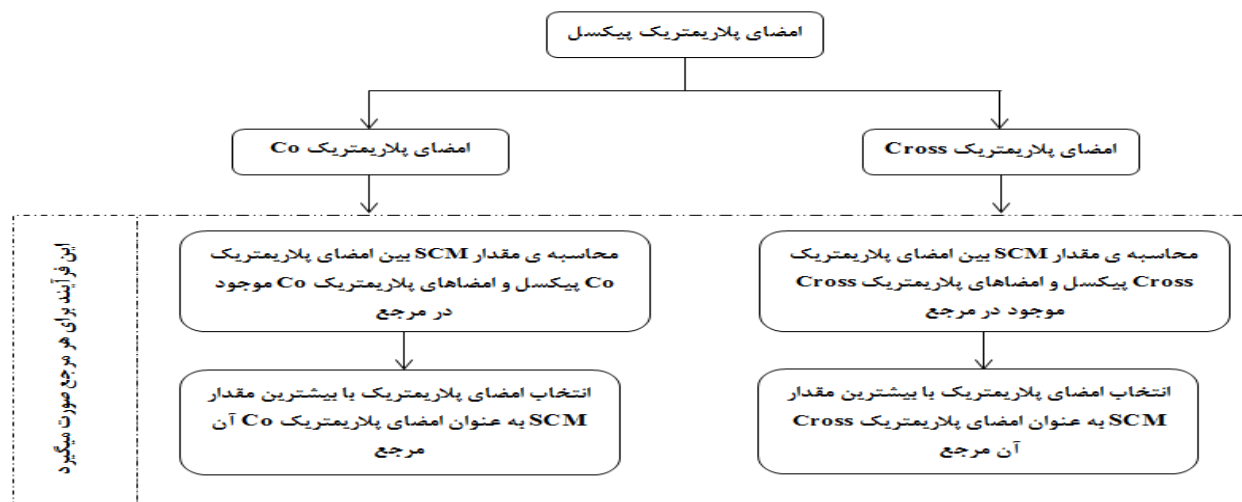 امضای پلاریمتریک پیکسل
امضای پلاریمتریک Co
امضای پلاریمتریک Cross
محاسبه ی مقدار SCM بین امضای پلاریمتریک
Co پیکسل و امضاهای پلاریمتریک Co موجود
در مرجع
محاسبه ی مقدار SCM بین امضای پلاریمتریک
Cross پیکسل و امضاهای پلاریمتریک Cross
موجود در مرجع
انتخاب امضای پلاریمتریک با بیشترین مقدار
SCM به عنوان امضای پلاریمتریک Co آن
مرجع
انتخاب امضای پلاریمتریک با بیشترین مقدار
SCM به عنوان امضای پلاریمتریک Cross
آن مرجع
این فرآیند برای هر مرجع صورت میگیرد